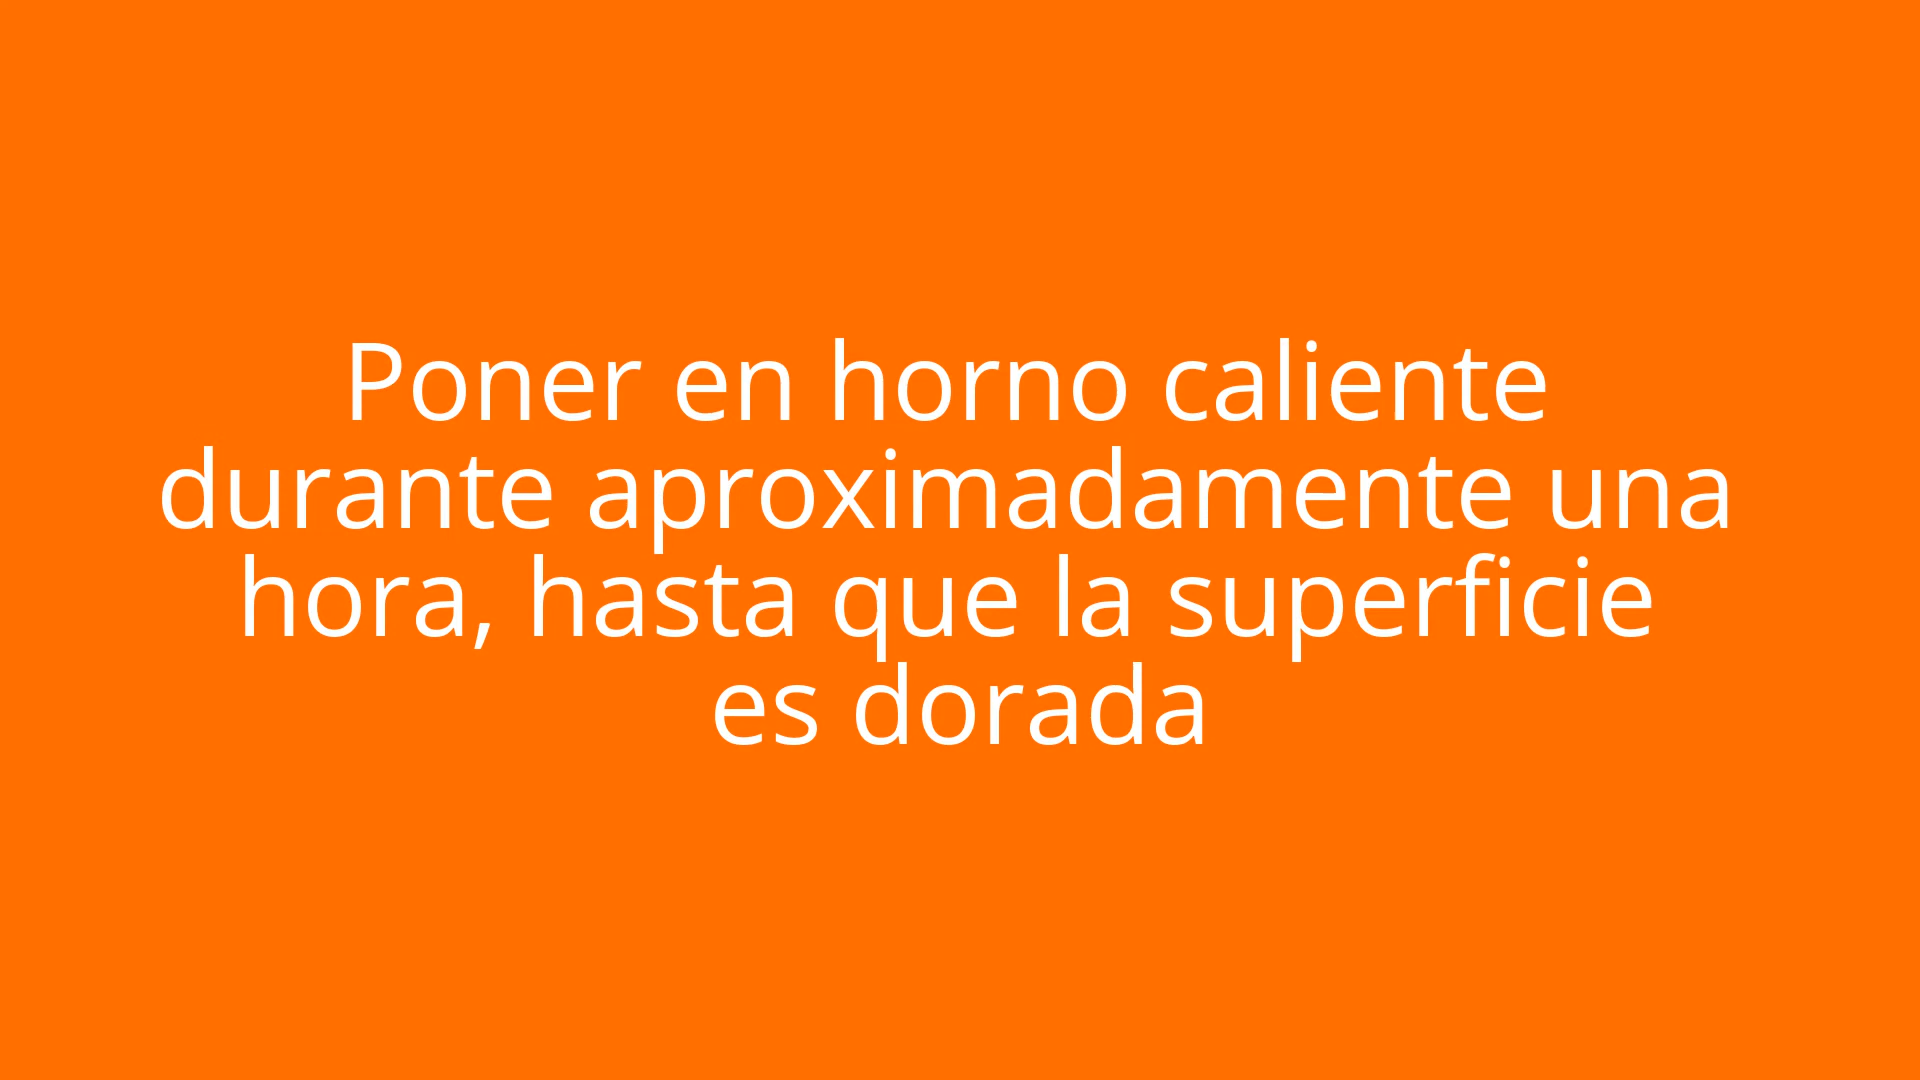 Poner en horno caliente
durante aproximadamente una
hora, hasta que la superficie
es dorada